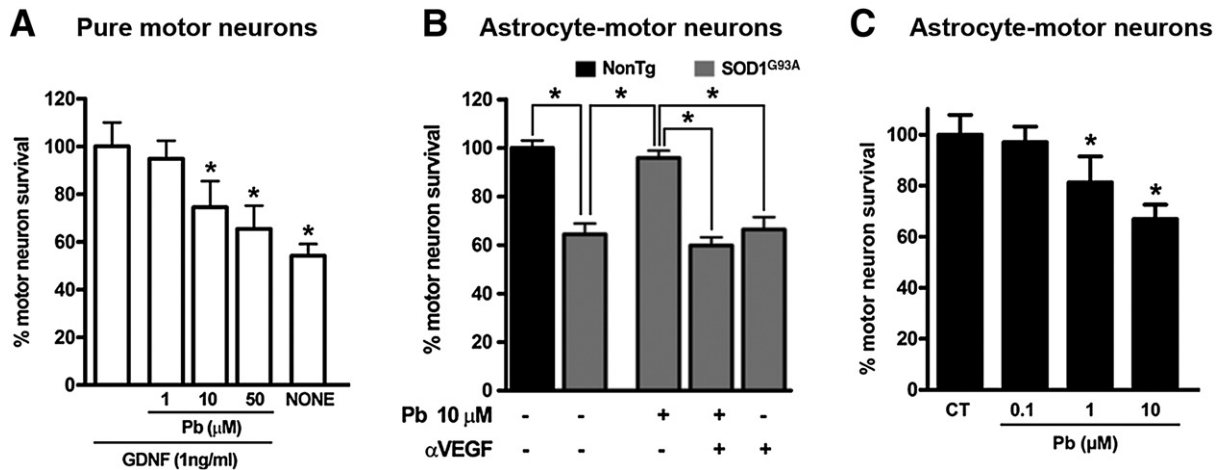 A Pure motor neurons
% motor neuron survival
120
100
80
60
40
20
0
* * *
1 10 50 NONE
Pb (μM)
GDNF (1ng/ml)
B Astrocyte-motor neurons
NonTg SOD1G93A
% motor neuron survival
120
100
80
60
40
20
0
* * * *
Pb 10 μM - - + + -
αVEGF - - - + +
C Astrocyte-motor neurons
% motor neuron survival
100
80
60
40
20
0
* *
CT 0.1 1 10
Pb (μM)